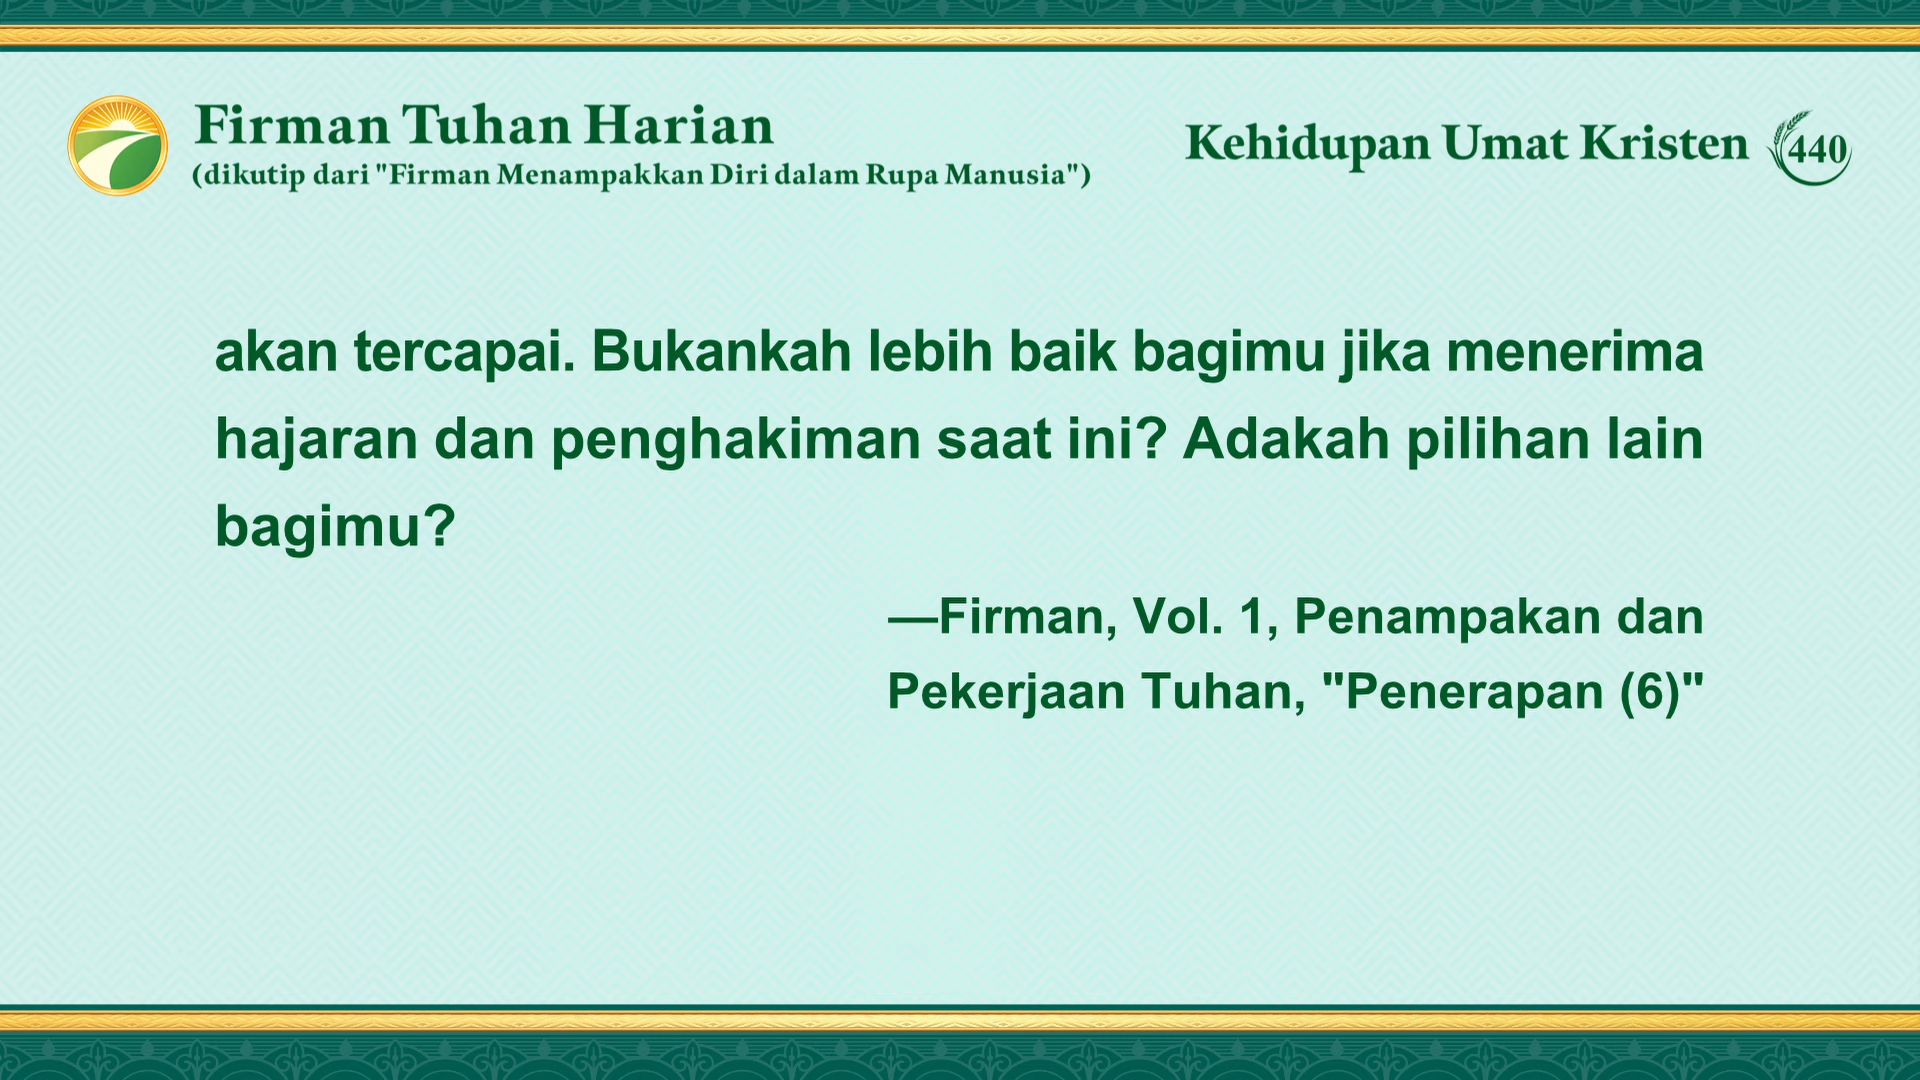 Firman Tuhan Harian
(dikutip dari "Firman Menampakkan Diri dalam Rupa Manusia")
Kehidupan Umat Kristen 440
akan tercapai. Bukankah lebih baik bagimu jika menerima
hajaran dan penghakiman saat ini? Adakah pilihan lain
bagimu?
—Firman, Vol. 1, Penampakan dan
Pekerjaan Tuhan, "Penerapan (6)"